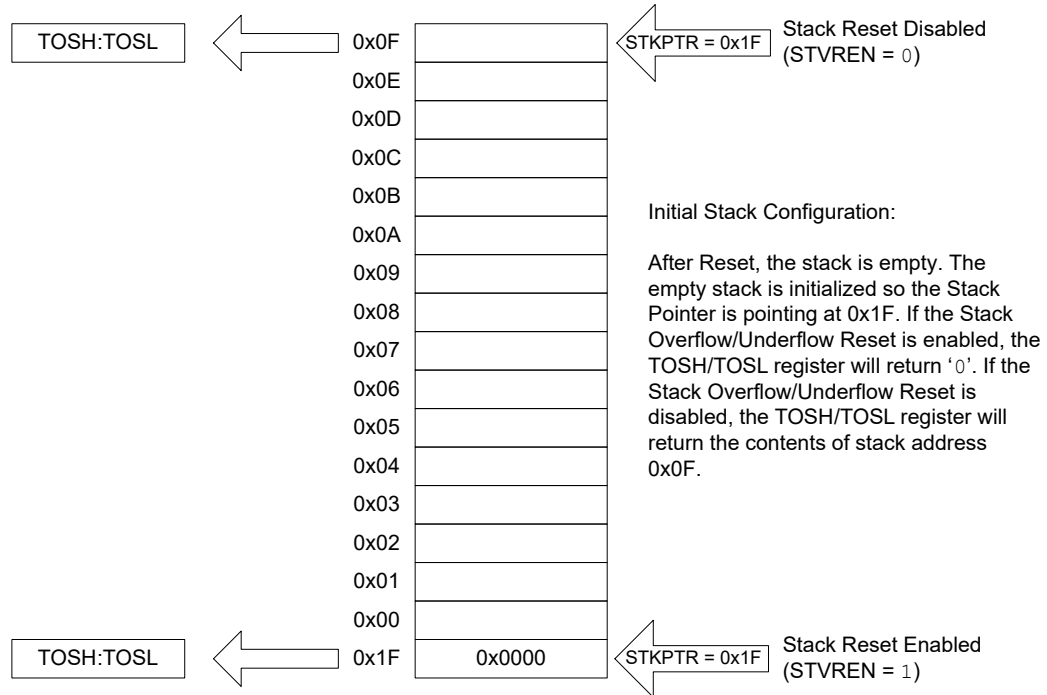 TOSH:TOSL
0x0F
STKPTR = 0x1F
Stack Reset Disabled
(STVREN = 0)
0x0E
0x0D
0x0C
0x0B
0x0A
0x09
0x08
0x07
0x06
0x05
0x04
0x03
0x02
0x01
0x00
Initial Stack Configuration:
After Reset, the stack is empty. The
empty stack is initialized so the Stack
Pointer is pointing at 0x1F. If the Stack
Overflow/Underflow Reset is enabled, the
TOSH/TOSL register will return ‘0’. If the
Stack Overflow/Underflow Reset is
disabled, the TOSH/TOSL register will
return the contents of stack address
0x0F.
TOSH:TOSL
0x1F
0x0000
STKPTR = 0x1F
Stack Reset Enabled
(STVREN = 1)